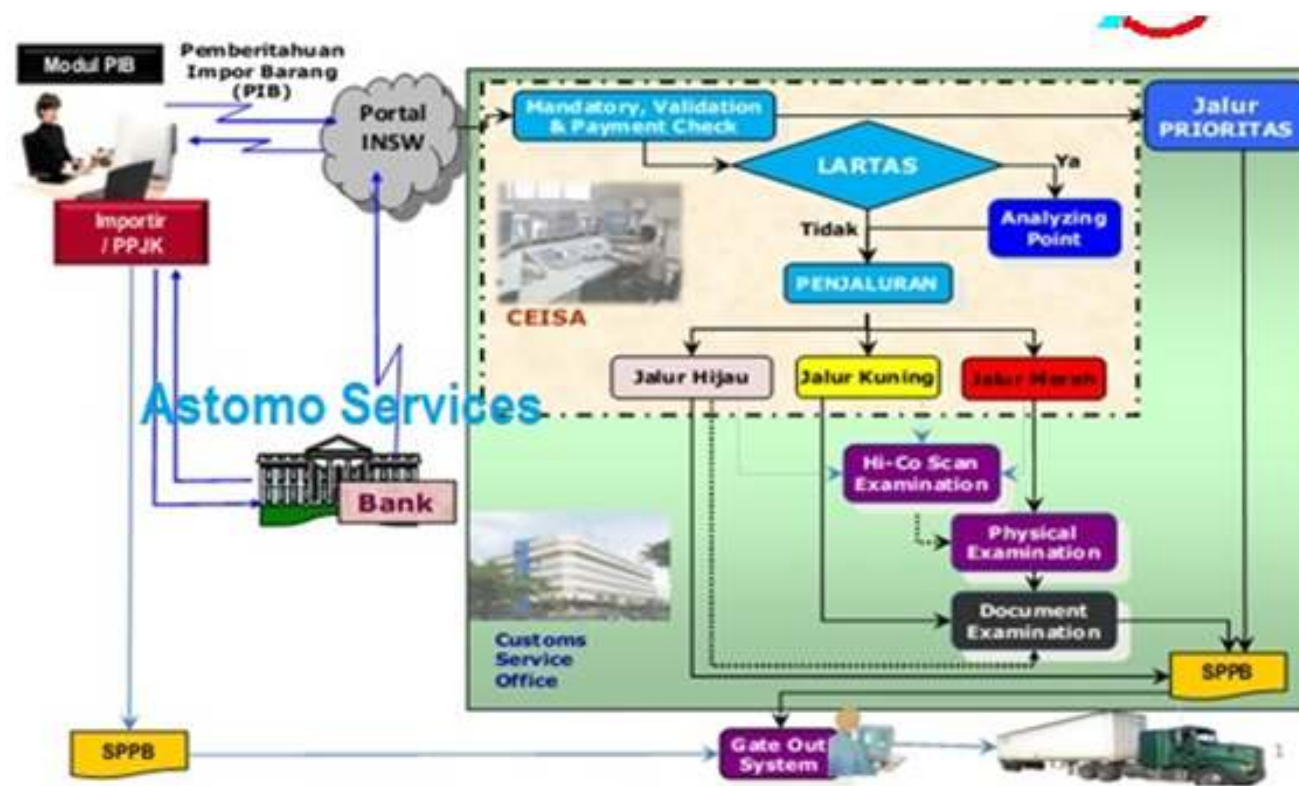 Modul PIB
Pemberitahuan
Impor Barang
(PIB)
Portal
INSW
Mandatory, Validation
& Payment Check
Jalur
PRIORITAS
LARTAS
Ya
Importir
/ PPJK
Analyzing
Point
Tidak
PENJALURAN
CEISA
Jalur Hijau
Jalur Kuning
Jalur Merah
Astomo Services
Hi-Co Scan
Examination
Bank
Physical
Examination
Document
Examination
Customs
Service
Office
SPPB
SPPB
Gate Out
System
1